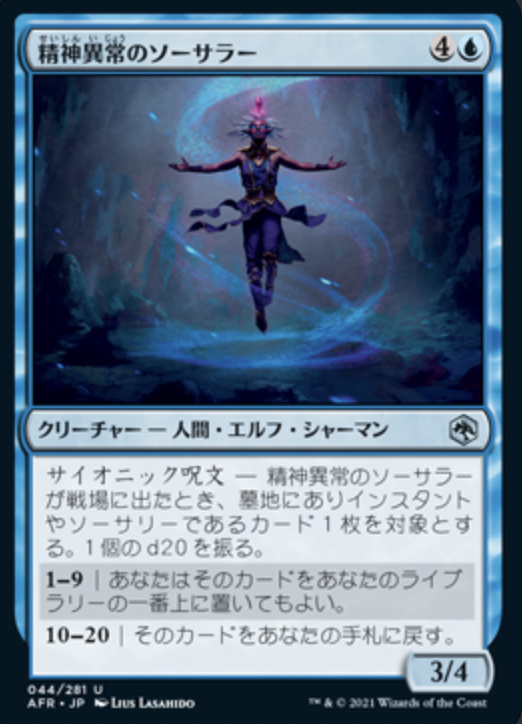 せいしん い じょう
精神異常のソーサラー
4
クリーチャー — 人間・エルフ・シャーマン
サイオニック呪文 — 精神異常のソーサラー
が戦場に出たとき、墓地にありインスタント
やソーサリーであるカード1枚を対象とす
る。1個のd20を振る。
1-9 | あなたはそのカードをあなたのライブ
ラリーの一番上に置いてもよい。
10-20 | そのカードをあなたの手札に戻す。
3/4
044/281 U
AFR • JP LIUS LASAHIDO
™ & © 2021 Wizards of the Coast